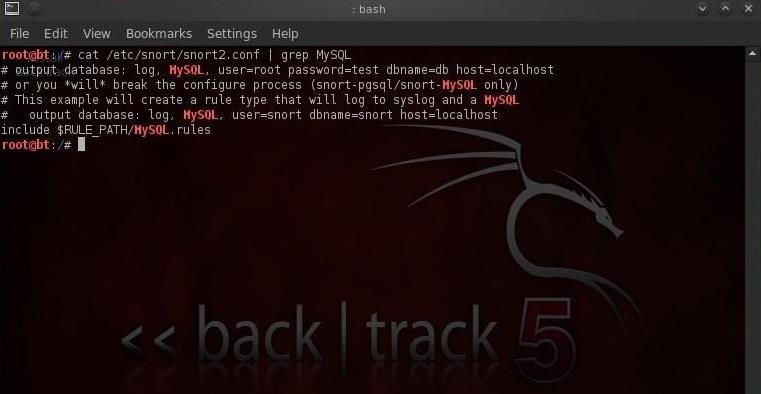 : bash
File Edit View Bookmarks Settings Help
root@bt:/# cat /etc/snort/snort2.conf | grep MySQL
# output database: log, MySQL, user=root password=test dbname=db host=localhost
# or you *will* break the configure process (snort-pgsql/snort-MySQL only)
# This example will create a rule type that will log to syslog and a MySQL
#   output database: log, MySQL, user=snort dbname=snort host=localhost
include $RULE_PATH/MySQL.rules
root@bt:/#
<< back | track 5